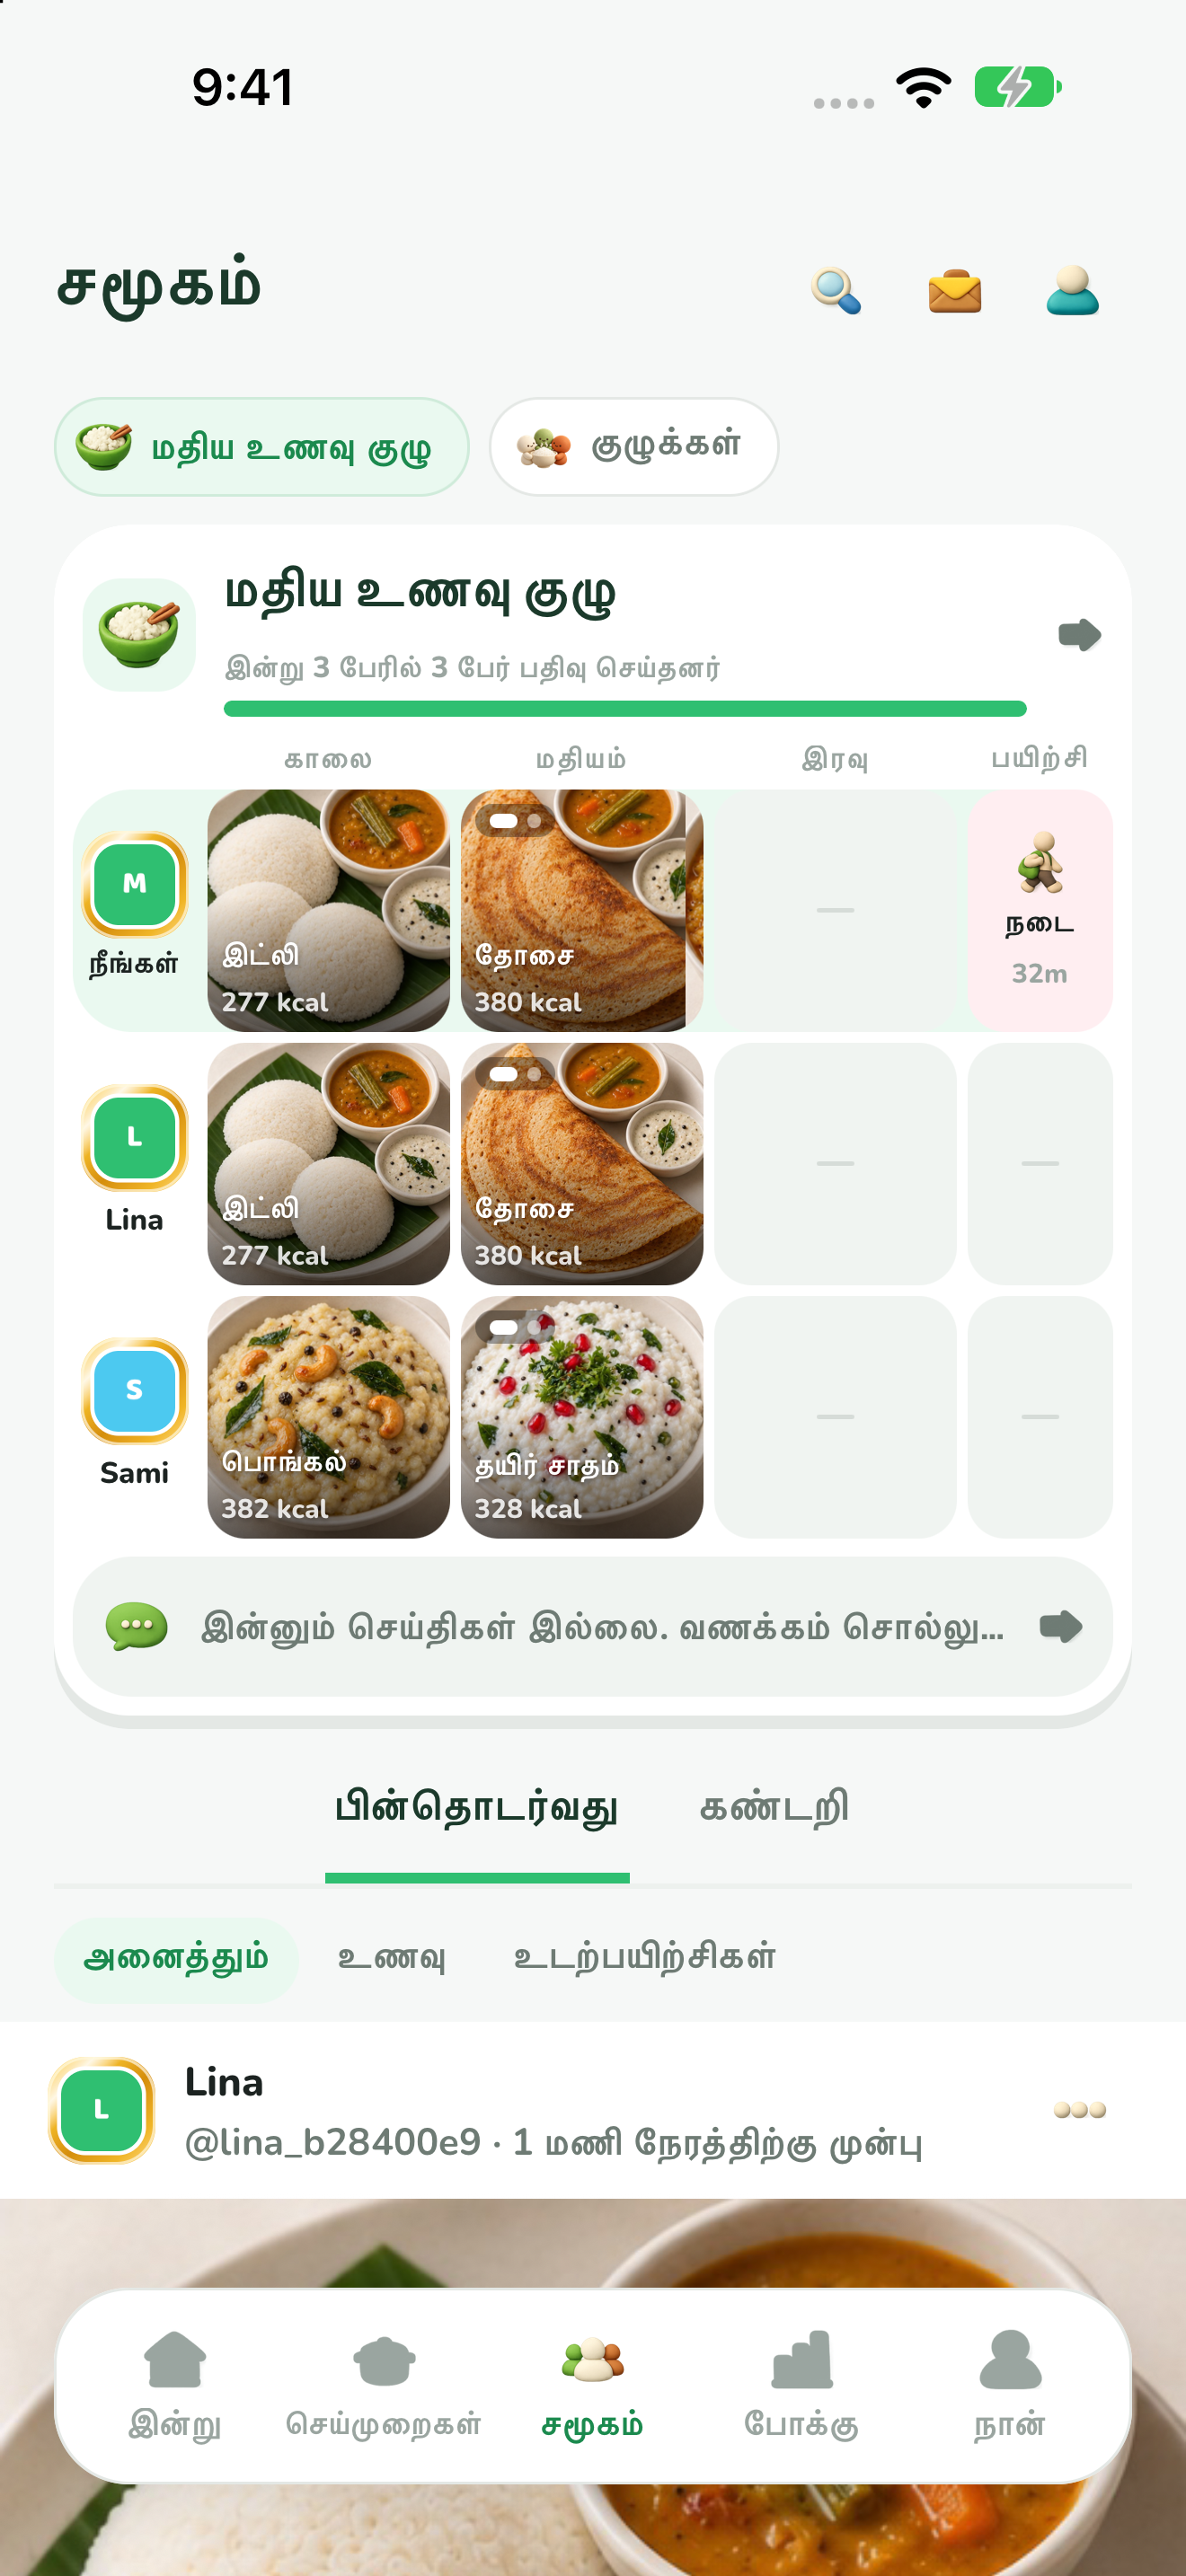 9:41
சமூகம்
மதிய உணவு குழு
குழுக்கள்
மதிய உணவு குழு
இன்று 3 பேரில் 3 பேர் பதிவு செய்தனர்
காலை மதியம் இரவு பயிற்சி
M
நீங்கள்
இட்லி
277 kcal
தோசை
380 kcal
நடை
32m
L
Lina
இட்லி
277 kcal
தோசை
380 kcal
S
Sami
பொங்கல்
382 kcal
தயிர் சாதம்
328 kcal
இன்னும் செய்திகள் இல்லை. வணக்கம் சொல்லு...
பின்தொடர்வது கண்டறி
அனைத்தும் உணவு உடற்பயிற்சிகள்
L
Lina
@lina_b28400e9 · 1 மணி நேரத்திற்கு முன்பு
இன்று செய்முறைகள் சமூகம் போக்கு நான்